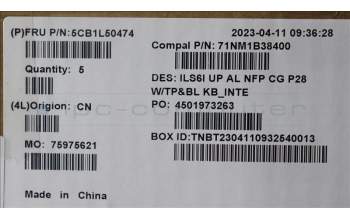 (P)FRU P/N:5CB1L50474
2023-04-11 09:36:28
Compal P/N: 71NM1B38400
Quantity: 5
DES: ILS6I UP AL NFP CG P28
W/TP&BL KB_INTE
(4L)Origion: CN
PO: 4501973263
MO: 75975621
BOX ID:TNBT2304110932540013
Made in China